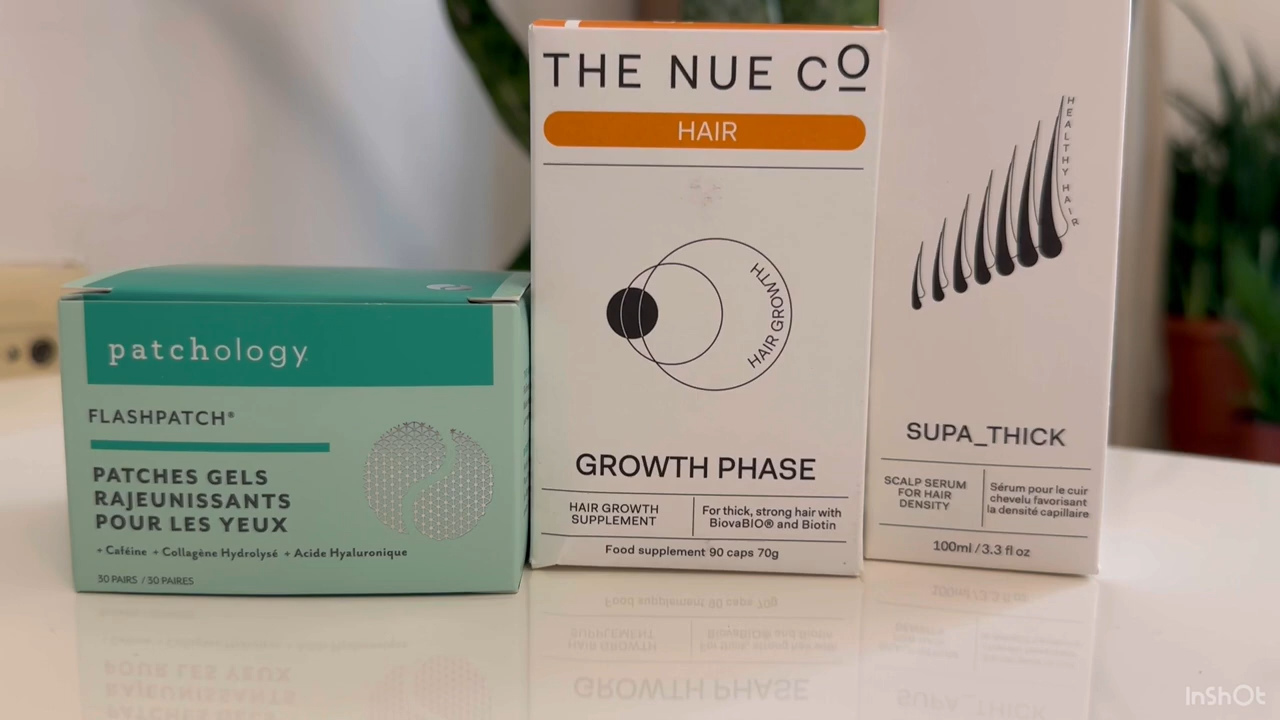 patchology
FLASHPATCH®
PATCHES GELS
RAJEUNISSANTS
POUR LES YEUX
+ Caféine + Collagène Hydrolysé + Acide Hyaluronique
30 PAIRS / 30 PAIRES
THE NUE CO
HAIR
HAIR GROWTH
GROWTH PHASE
HAIR GROWTH
SUPPLEMENT
For thick, strong hair with
BiovaBIO® and Biotin
Food supplement 90 caps 70g
HEALTHY HAIR
SUPA_THICK
SCALP SERUM
FOR HAIR
DENSITY
Sérum pour le cuir
chevelu favorisant
la densité capillaire
100ml / 3.3 fl oz
InShOt